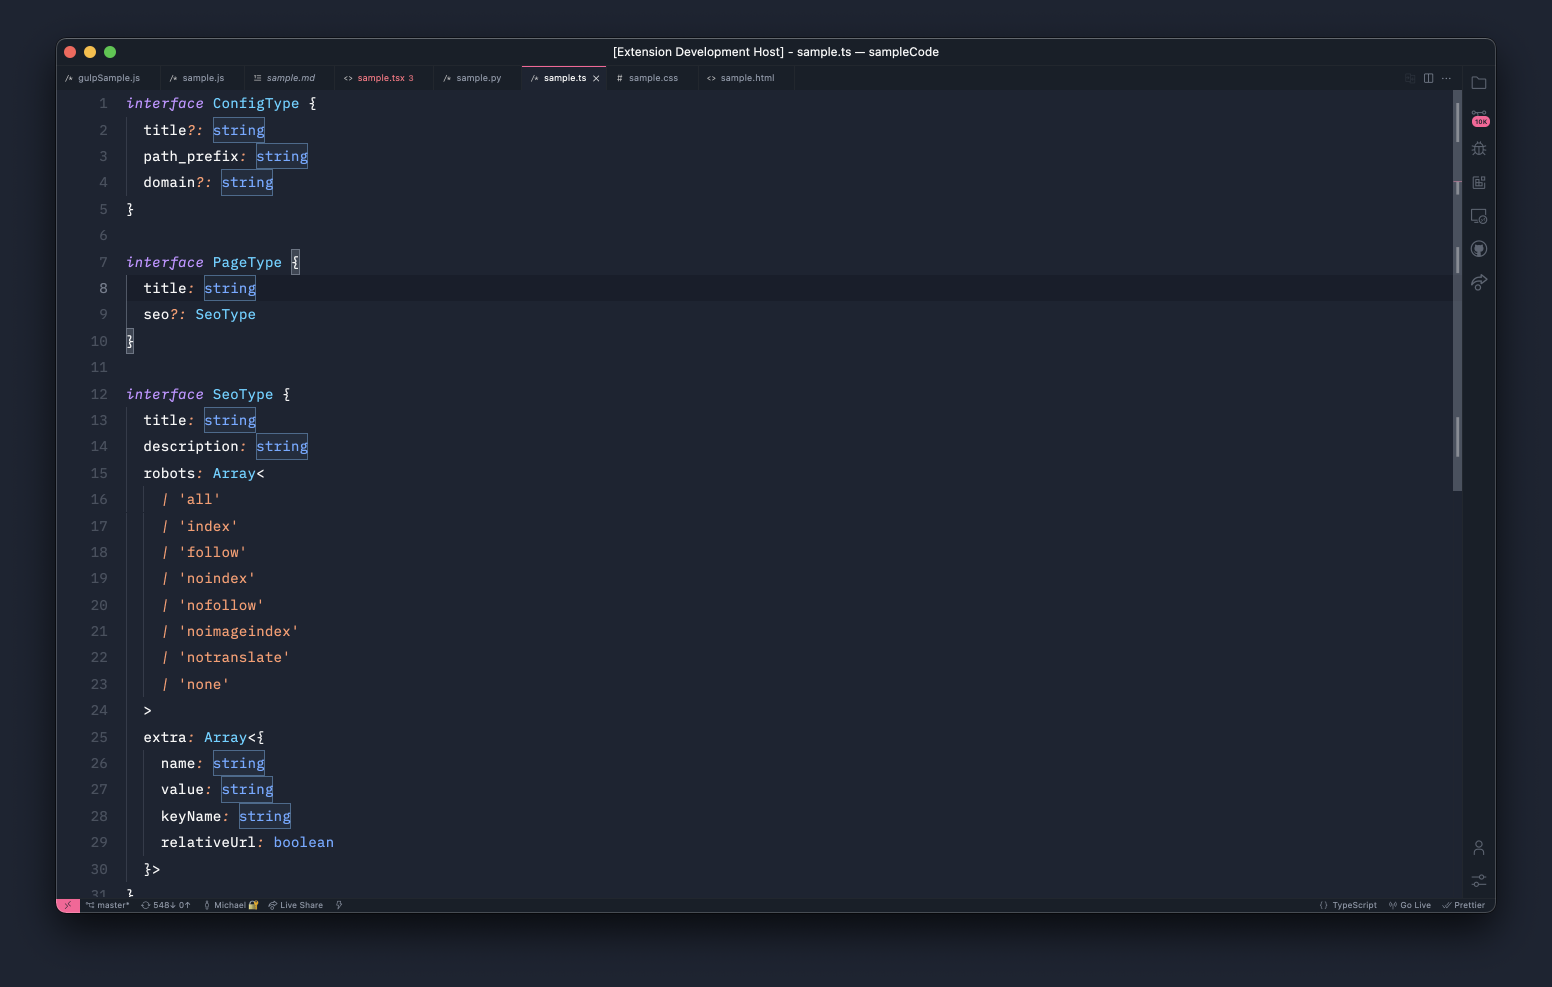 [Extension Development Host] - sample.ts — sampleCode
gulpSample.js sample.js sample.md <> sample.tsx 3 sample.py sample.ts # sample.css <> sample.html
10K
1 interface ConfigType {
2 title?: string
3 path_prefix: string
4 domain?: string
5 }
6
7 interface PageType {
8 title: string
9 seo?: SeoType
10 }
11
12 interface SeoType {
13 title: string
14 description: string
15 robots: Array<
16 | 'all'
17 | 'index'
18 | 'follow'
19 | 'noindex'
20 | 'nofollow'
21 | 'noimageindex'
22 | 'notranslate'
23 | 'none'
24 >
25 extra: Array<{
26 name: string
27 value: string
28 keyName: string
29 relativeUrl: boolean
30 }>
31 }
master* 548↓ 0↑ Michael Live Share {} TypeScript Go Live Prettier